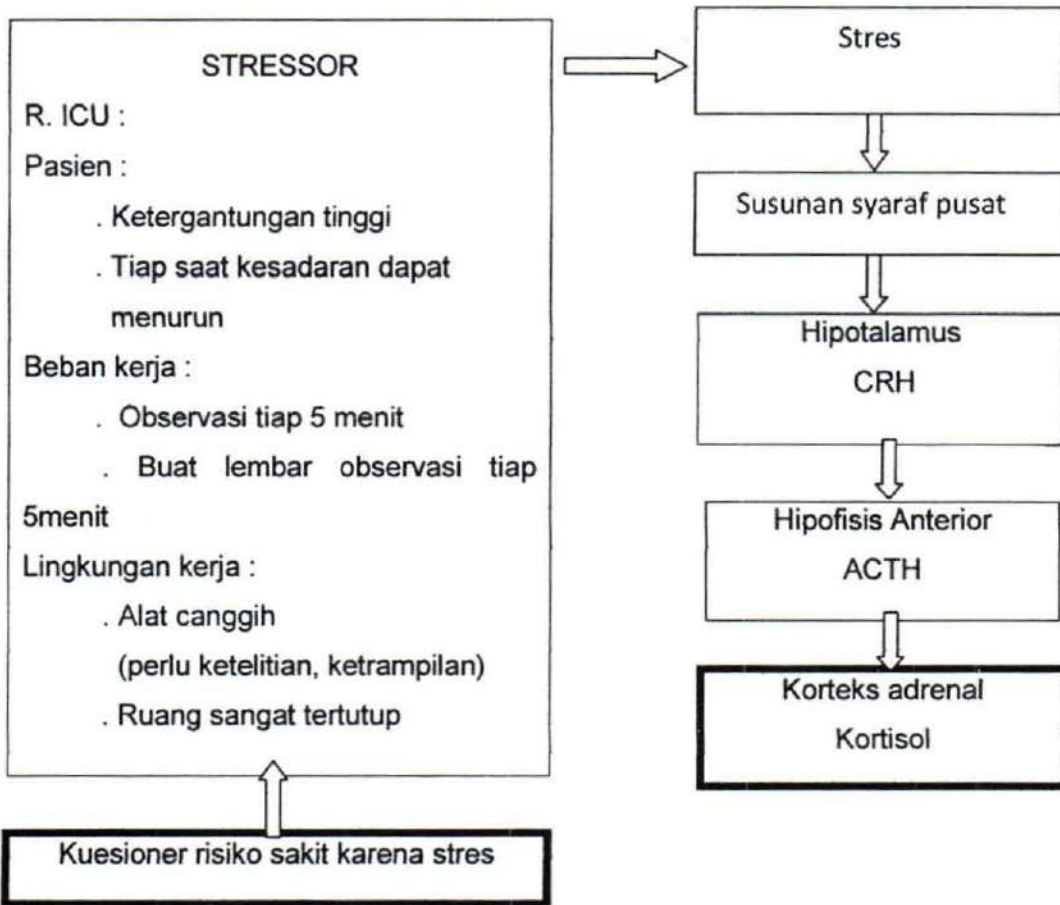 STRESSOR
R. ICU :
Pasien :
. Ketergantungan tinggi
. Tiap saat kesadaran dapat
menurun
Beban kerja :
. Observasi tiap 5 menit
. Buat lembar observasi tiap
5menit
Lingkungan kerja :
. Alat canggih
(perlu ketelitian, ketrampilan)
. Ruang sangat tertutup
Kuesioner risiko sakit karena stres
Stres
Susunan syaraf pusat
Hipotalamus
CRH
Hipofisis Anterior
ACTH
Korteks adrenal
Kortisol